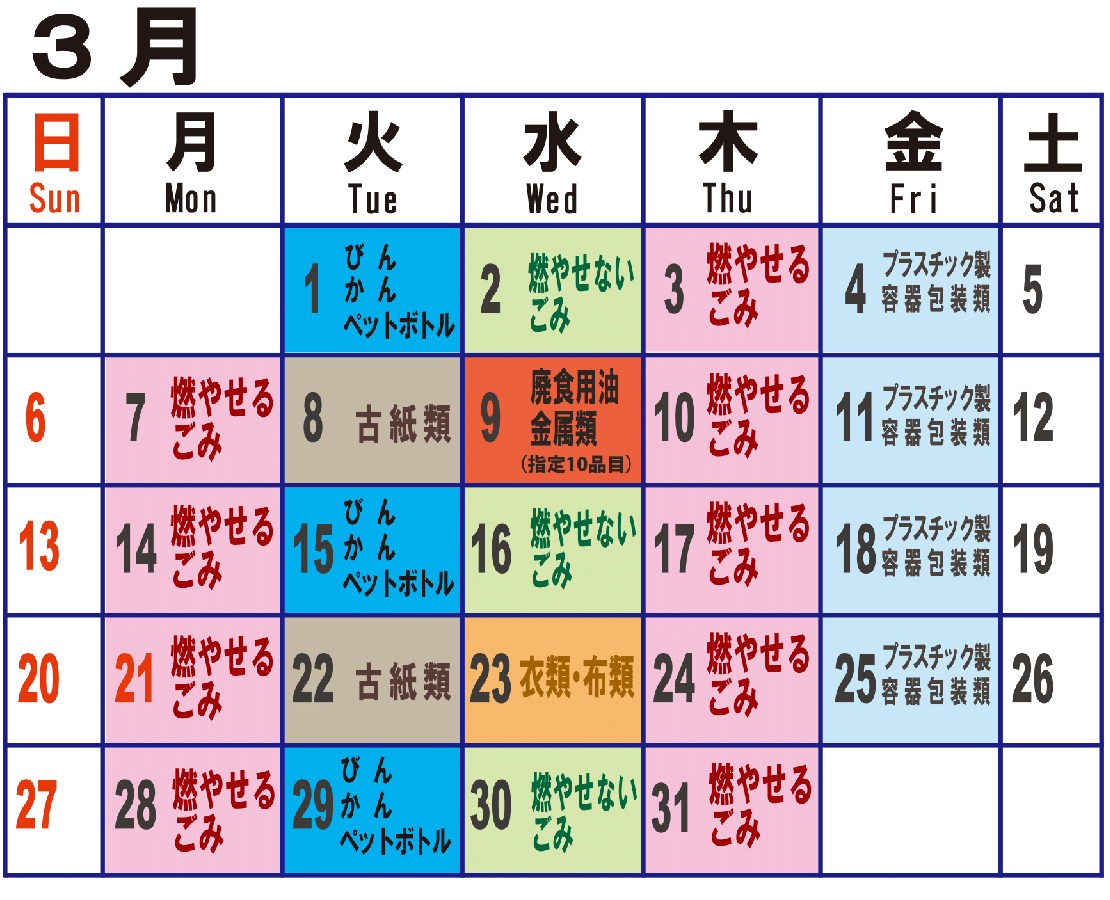 3月
日 月 火 水 木 金 土
Sun Mon Tue Wed Thu Fri Sat
1 びん
かん
ペットボトル
2 燃やせない
ごみ
3 燃やせる
ごみ
4 プラスチック製
容器包装類
5
6
7 燃やせる
ごみ
8 古紙類
9 廃食用油
金属類
(指定10品目)
10 燃やせる
ごみ
11 プラスチック製
容器包装類
12
13
14 燃やせる
ごみ
15 びん
かん
ペットボトル
16 燃やせない
ごみ
17 燃やせる
ごみ
18 プラスチック製
容器包装類
19
20
21 燃やせる
ごみ
22 古紙類
23 衣類・布類
24 燃やせる
ごみ
25 プラスチック製
容器包装類
26
27
28 燃やせる
ごみ
29 びん
かん
ペットボトル
30 燃やせない
ごみ
31 燃やせる
ごみ